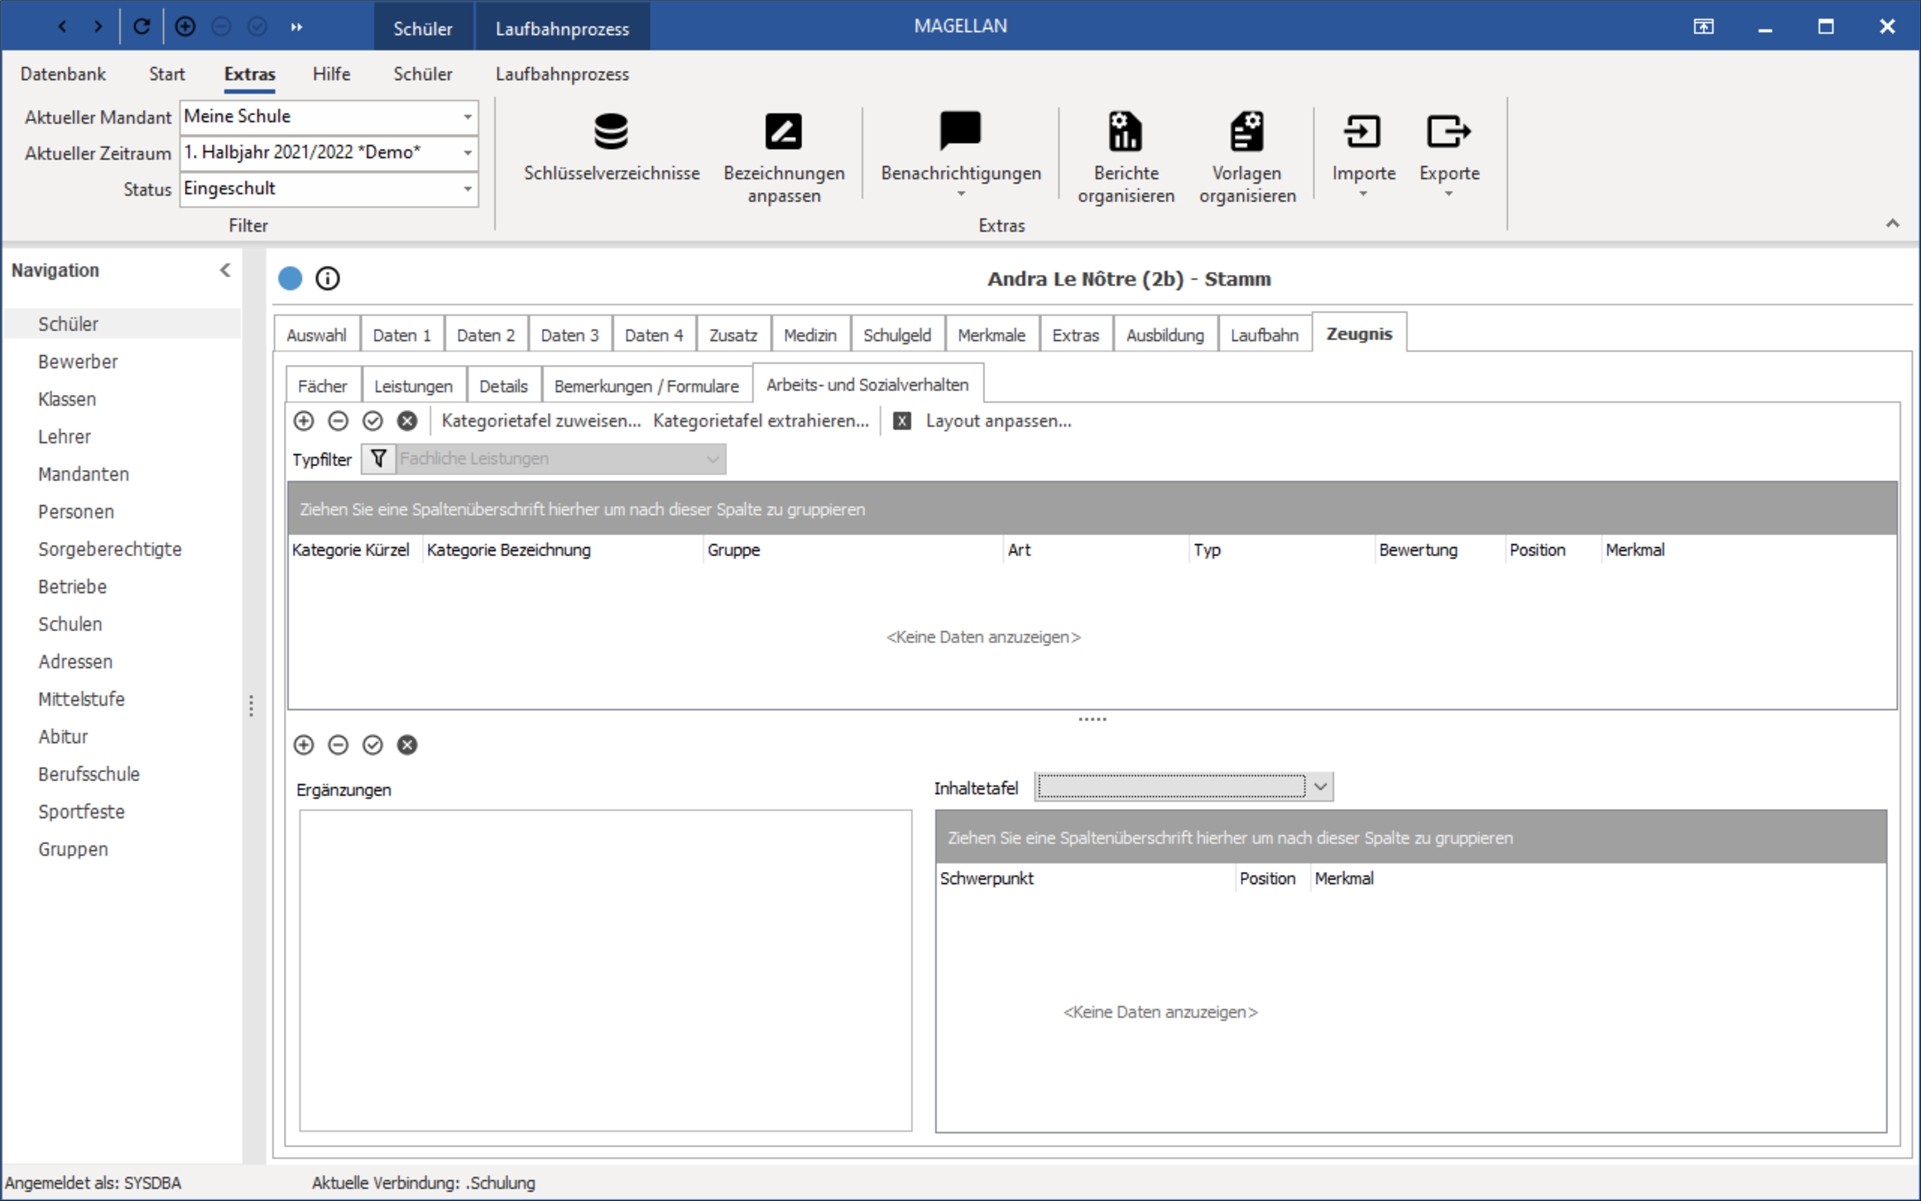 Schüler Laufbahnprozess MAGELLAN
Datenbank Start Extras Hilfe Schüler Laufbahnprozess
Aktueller Mandant Meine Schule
Aktueller Zeitraum 1. Halbjahr 2021/2022 *Demo*
Status Eingeschult
Filter
Schlüsselverzeichnisse
Bezeichnungen
anpassen
Benachrichtigungen
Berichte
organisieren
Vorlagen
organisieren
Importe
Exporte
Extras
Navigation
Schüler
Bewerber
Klassen
Lehrer
Mandanten
Personen
Sorgeberechtigte
Betriebe
Schulen
Adressen
Mittelstufe
Abitur
Berufsschule
Sportfeste
Gruppen
Andra Le Nôtre (2b) - Stamm
Auswahl Daten 1 Daten 2 Daten 3 Daten 4 Zusatz Medizin Schulgeld Merkmale Extras Ausbildung Laufbahn Zeugnis
Fächer Leistungen Details Bemerkungen / Formulare Arbeits- und Sozialverhalten
Kategorietafel zuweisen... Kategorietafel extrahieren... X Layout anpassen...
Typfilter Fachliche Leistungen
Ziehen Sie eine Spaltenüberschrift hierher um nach dieser Spalte zu gruppieren
Kategorie Kürzel Kategorie Bezeichnung Gruppe Art Typ Bewertung Position Merkmal
<Keine Daten anzuzeigen>
Ergänzungen
Inhaltetafel
Ziehen Sie eine Spaltenüberschrift hierher um nach dieser Spalte zu gruppieren
Schwerpunkt Position Merkmal
<Keine Daten anzuzeigen>
Angemeldet als: SYSDBA Aktuelle Verbindung: .Schulung